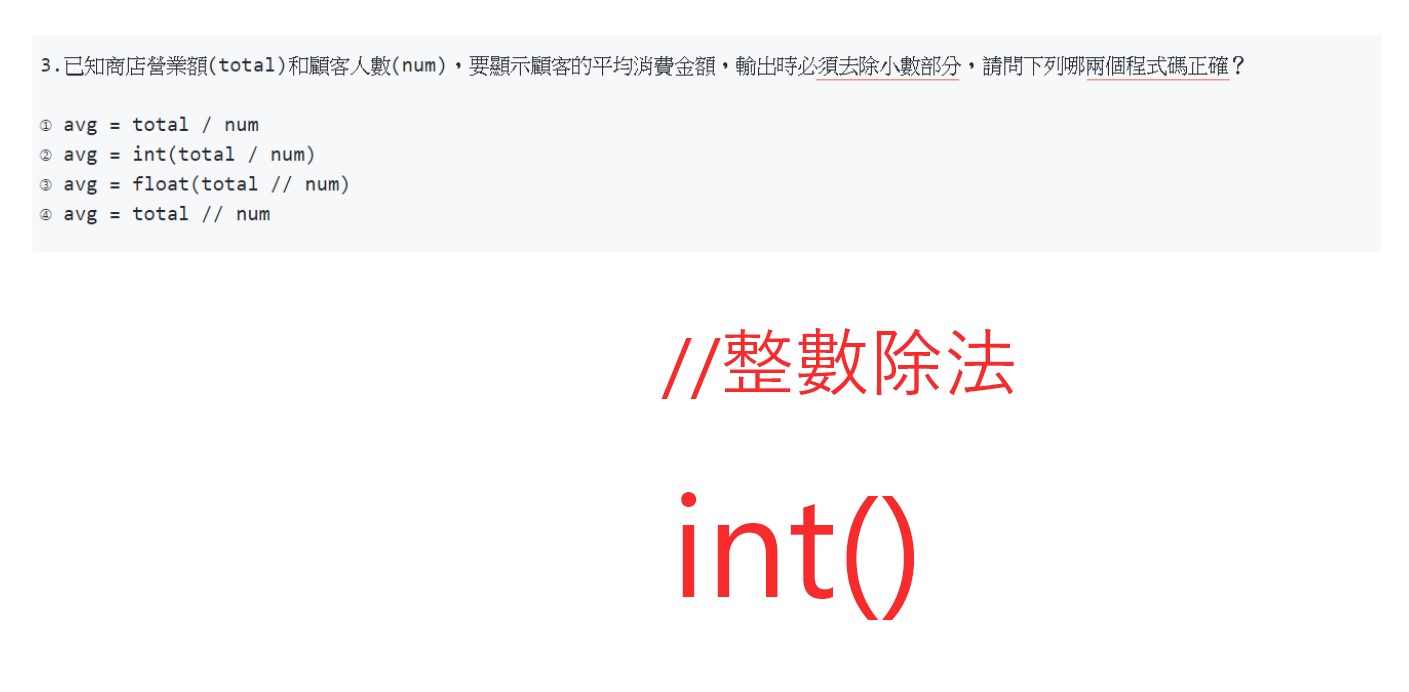 3.已知商店營業額(total)和顧客人數(num)，要顯示顧客的平均消費金額，輸出時必須去除小數部分，請問下列哪兩個程式碼正確？
① avg = total / num
② avg = int(total / num)
③ avg = float(total // num)
④ avg = total // num
//整數除法
int()